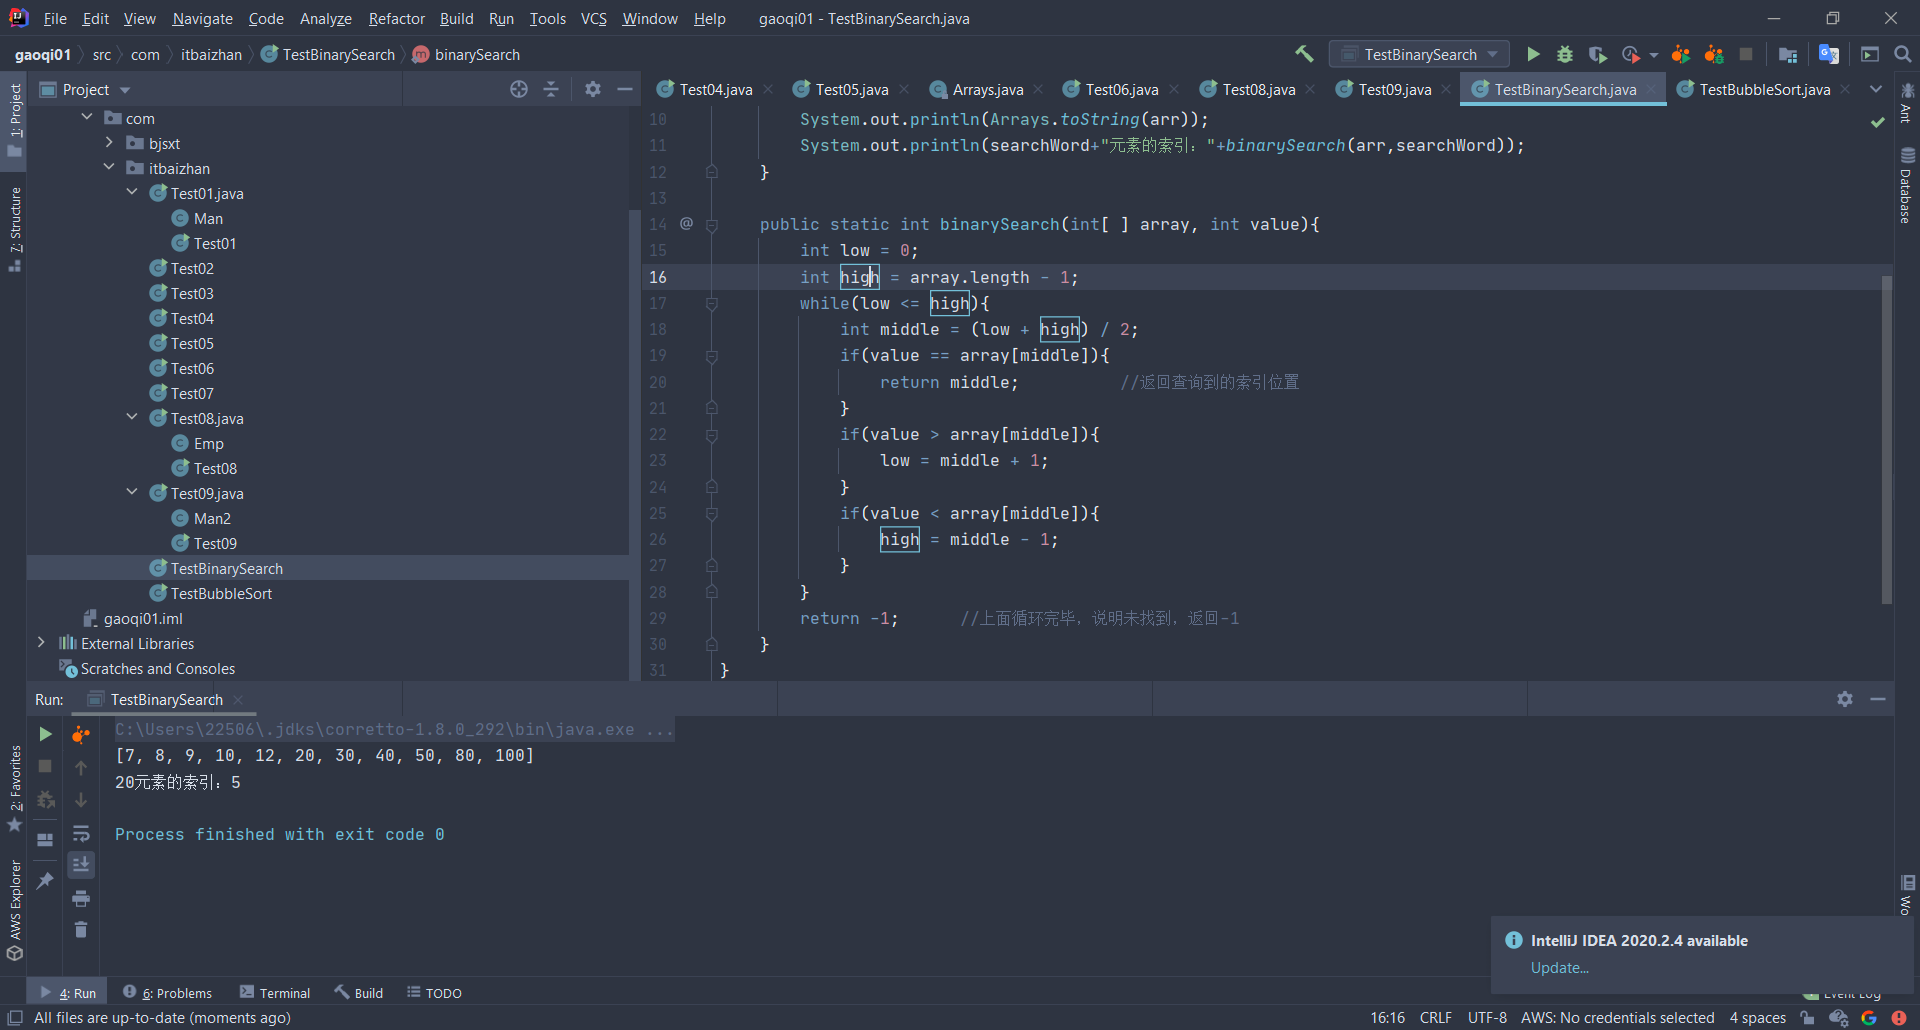 File Edit View Navigate Code Analyze Refactor Build Run Tools VCS Window Help gaoqi01 - TestBinarySearch.java
gaoqi01 src com itbaizhan TestBinarySearch binarySearch TestBinarySearch
1: Project
7: Structure
2: Favorites
AWS Explorer
Project
com
bjsxt
itbaizhan
Test01.java
Man
Test01
Test02
Test03
Test04
Test05
Test06
Test07
Test08.java
Emp
Test08
Test09.java
Man2
Test09
TestBinarySearch
TestBubbleSort
gaoqi01.iml
External Libraries
Scratches and Consoles
Test04.java Test05.java Arrays.java Test06.java Test08.java Test09.java TestBinarySearch.java TestBubbleSort.java
10 System.out.println(Arrays.toString(arr));
11 System.out.println(searchWord+"元素的索引："+binarySearch(arr,searchWord));
12 }
13
14 @ public static int binarySearch(int[ ] array, int value){
15 int low = 0;
16 int high = array.length - 1;
17 while(low <= high){
18 int middle = (low + high) / 2;
19 if(value == array[middle]){
20 return middle; //返回查询到的索引位置
21 }
22 if(value > array[middle]){
23 low = middle + 1;
24 }
25 if(value < array[middle]){
26 high = middle - 1;
27 }
28 }
29 return -1; //上面循环完毕，说明未找到，返回-1
30 }
31 }
Ant
Database
Wo
Run: TestBinarySearch
C:\Users\22506\.jdks\corretto-1.8.0_292\bin\java.exe ...
[7, 8, 9, 10, 12, 20, 30, 40, 50, 80, 100]
20元素的索引：5
Process finished with exit code 0
IntelliJ IDEA 2020.2.4 available
Update...
4: Run 6: Problems Terminal Build TODO Event Log
All files are up-to-date (moments ago) 16:16 CRLF UTF-8 AWS: No credentials selected 4 spaces